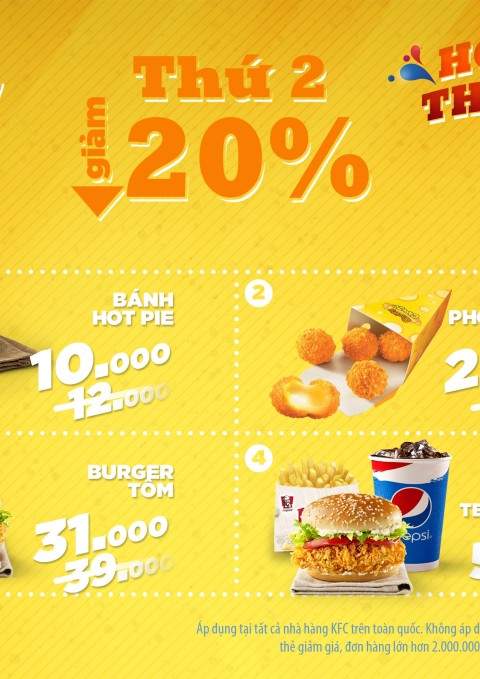 Thứ 2
giảm
20%
BÁNH
HOT PIE
10.000
12.000
2
BURGER
TÔM
31.000
39.000
4
KFC
pepsi
Áp dụng tại tất cả nhà hàng KFC trên toàn quốc. Không áp
thẻ giảm giá, đơn hàng lớn hơn 2.000.000